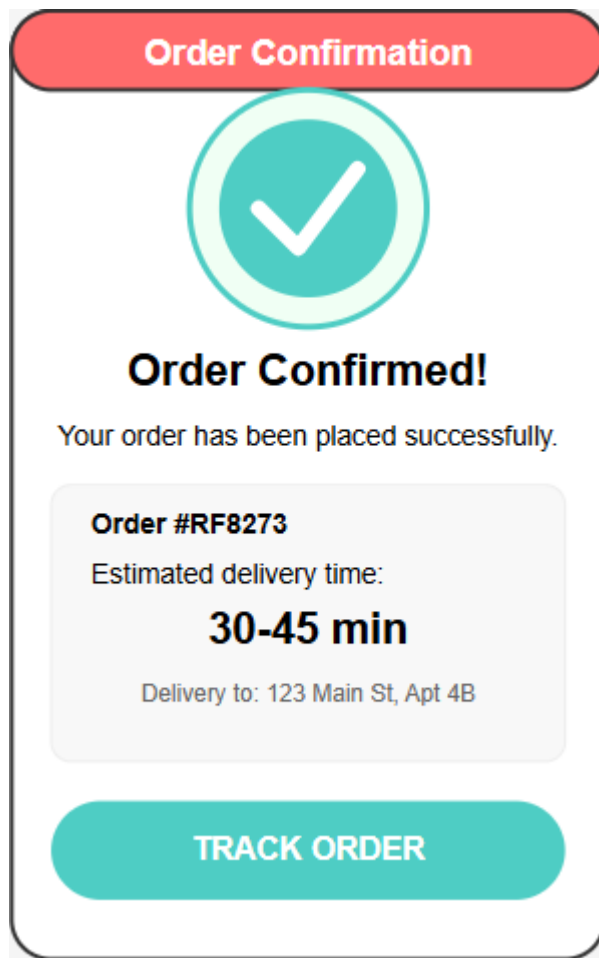 Order Confirmation
Order Confirmed!
Your order has been placed successfully.
Order #RF8273
Estimated delivery time:
30-45 min
Delivery to: 123 Main St, Apt 4B
TRACK ORDER